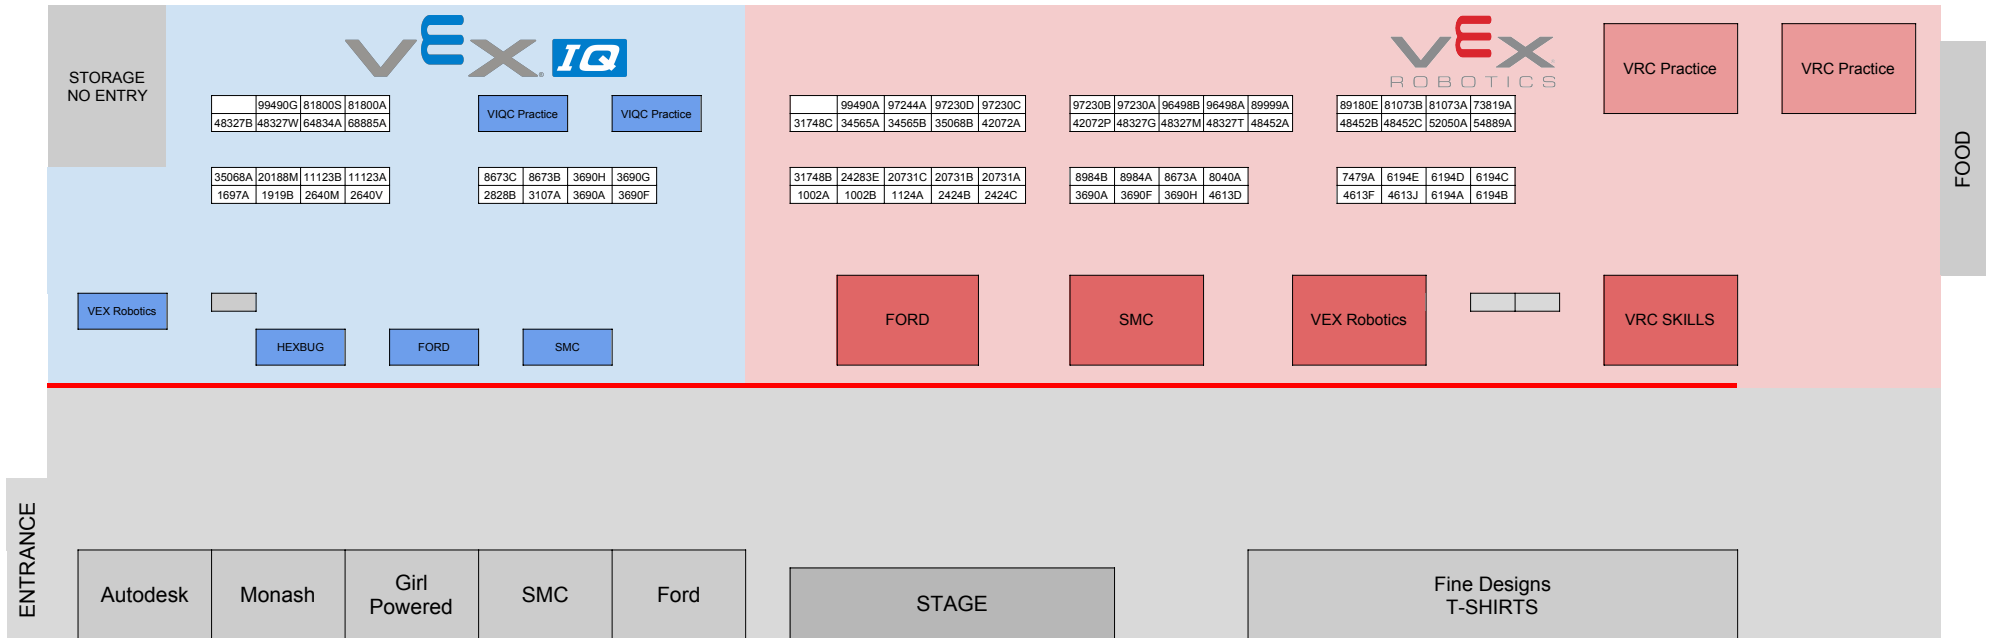 STORAGE
NO ENTRY
VEX IQ
VEX
ROBOTICS
VRC Practice
VRC Practice
FOOD
99490G 81800S 81800A
48327B 48327W 64834A 68885A
VIQC Practice
VIQC Practice
99490A 97244A 97230D 97230C
31748C 34565A 34565B 35068B 42072A
97230B 97230A 96498B 96498A 89999A
42072P 48327G 48327M 48327T 48452A
89180E 81073B 81073A 73819A
48452B 48452C 52050A 54889A
35068A 20188M 11123B 11123A
1697A 1919B 2640M 2640V
8673C 8673B 3690H 3690G
2828B 3107A 3690A 3690F
31748B 24283E 20731C 20731B 20731A
1002A 1002B 1124A 2424B 2424C
8984B 8984A 8673A 8040A
3690A 3690F 3690H 4613D
7479A 6194E 6194D 6194C
4613F 4613J 6194A 6194B
VEX Robotics
HEXBUG
FORD
SMC
FORD
SMC
VEX Robotics
VRC SKILLS
ENTRANCE
Autodesk
Monash
Girl
Powered
SMC
Ford
STAGE
Fine Designs
T-SHIRTS